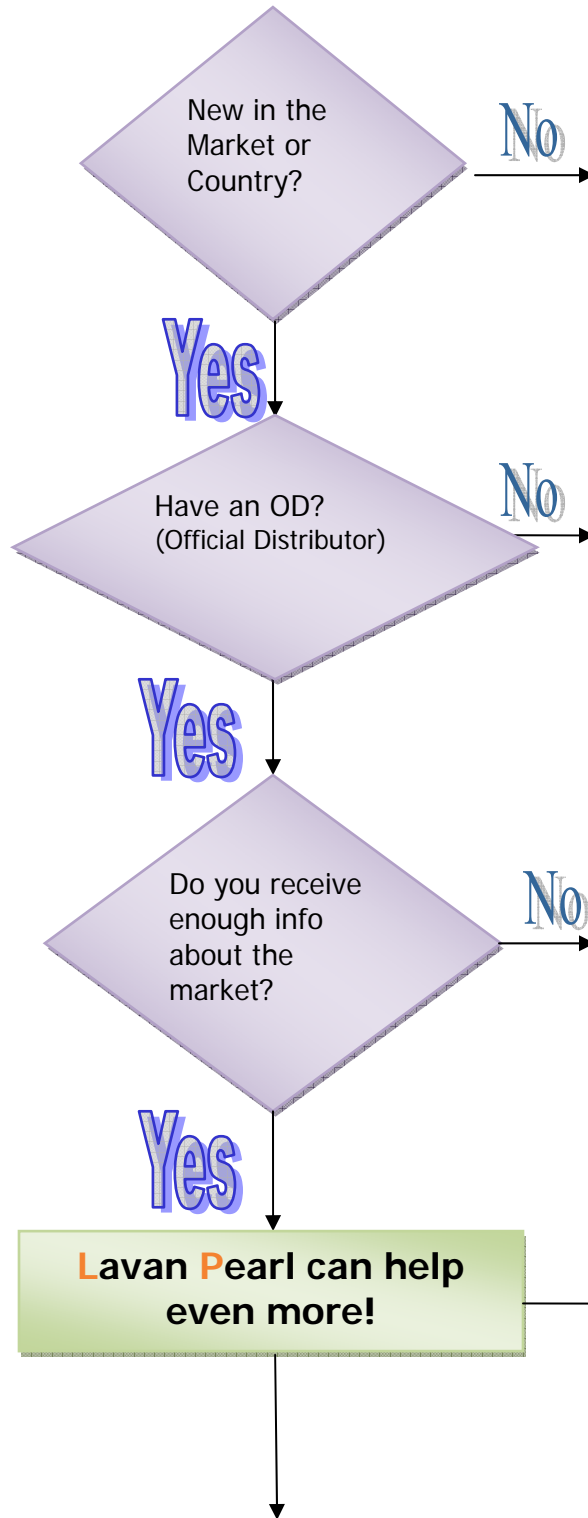 New in the
Market or
Country?
No
Yes
Have an OD?
(Official Distributor)
No
Yes
Do you receive
enough info
about the
market?
No
Yes
Lavan Pearl can help
even more!